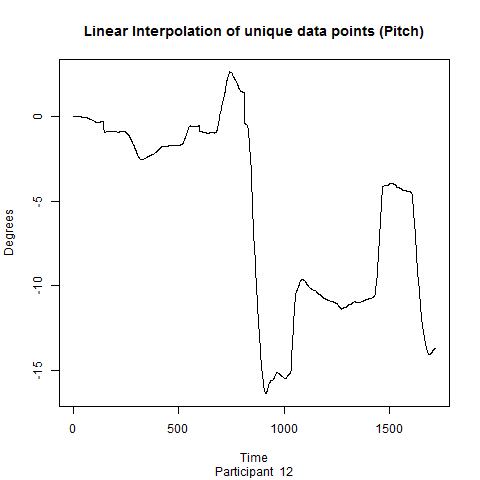 Linear Interpolation of unique data points (Pitch)
0
-5
-10
-15
Degrees
0 500 1000 1500
Time
Participant 12